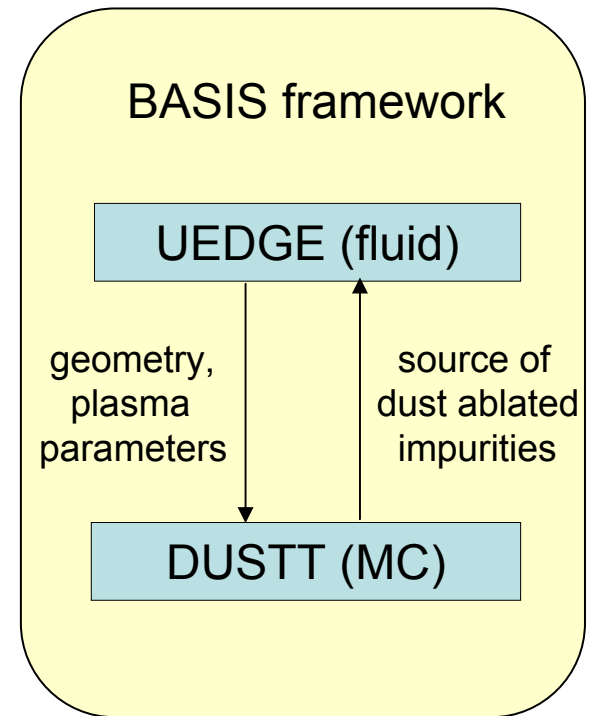 BASIS framework
UEDGE (fluid)
geometry,
plasma
parameters
source of
dust ablated
impurities
DUSTT (MC)